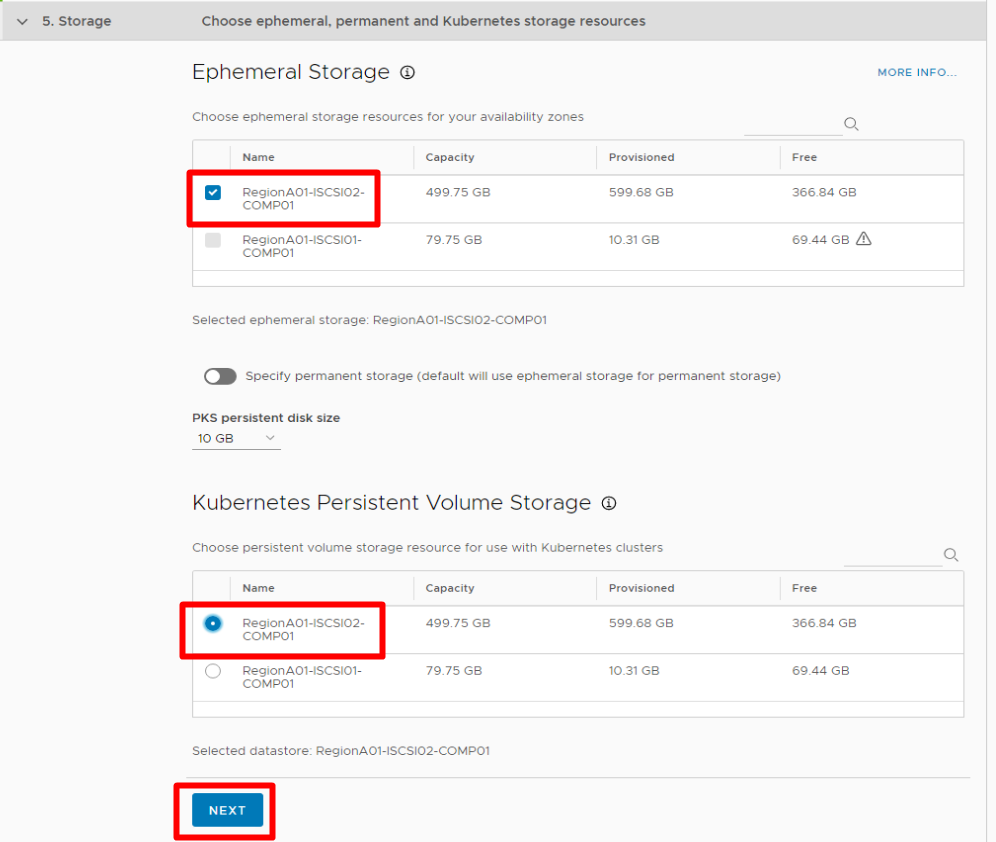 5. Storage Choose ephemeral, permanent and Kubernetes storage resources
Ephemeral Storage
MORE INFO...
Choose ephemeral storage resources for your availability zones
Name Capacity Provisioned Free
RegionA01-ISCSI02-
COMP01 499.75 GB 599.68 GB 366.84 GB
RegionA01-ISCSI01-
COMP01 79.75 GB 10.31 GB 69.44 GB
Selected ephemeral storage: RegionA01-ISCSI02-COMP01
Specify permanent storage (default will use ephemeral storage for permanent storage)
PKS persistent disk size
10 GB
Kubernetes Persistent Volume Storage
Choose persistent volume storage resource for use with Kubernetes clusters
Name Capacity Provisioned Free
RegionA01-ISCSI02-
COMP01 499.75 GB 599.68 GB 366.84 GB
RegionA01-ISCSI01-
COMP01 79.75 GB 10.31 GB 69.44 GB
Selected datastore: RegionA01-ISCSI02-COMP01
NEXT